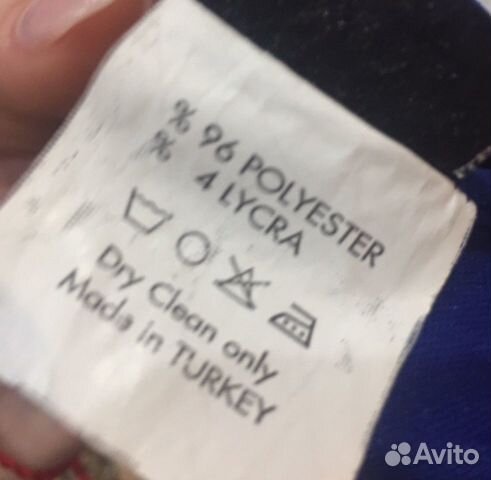 % 96 POLYESTER
% 4 LYCRA
Dry Clean only
Made in TURKEY
Avito